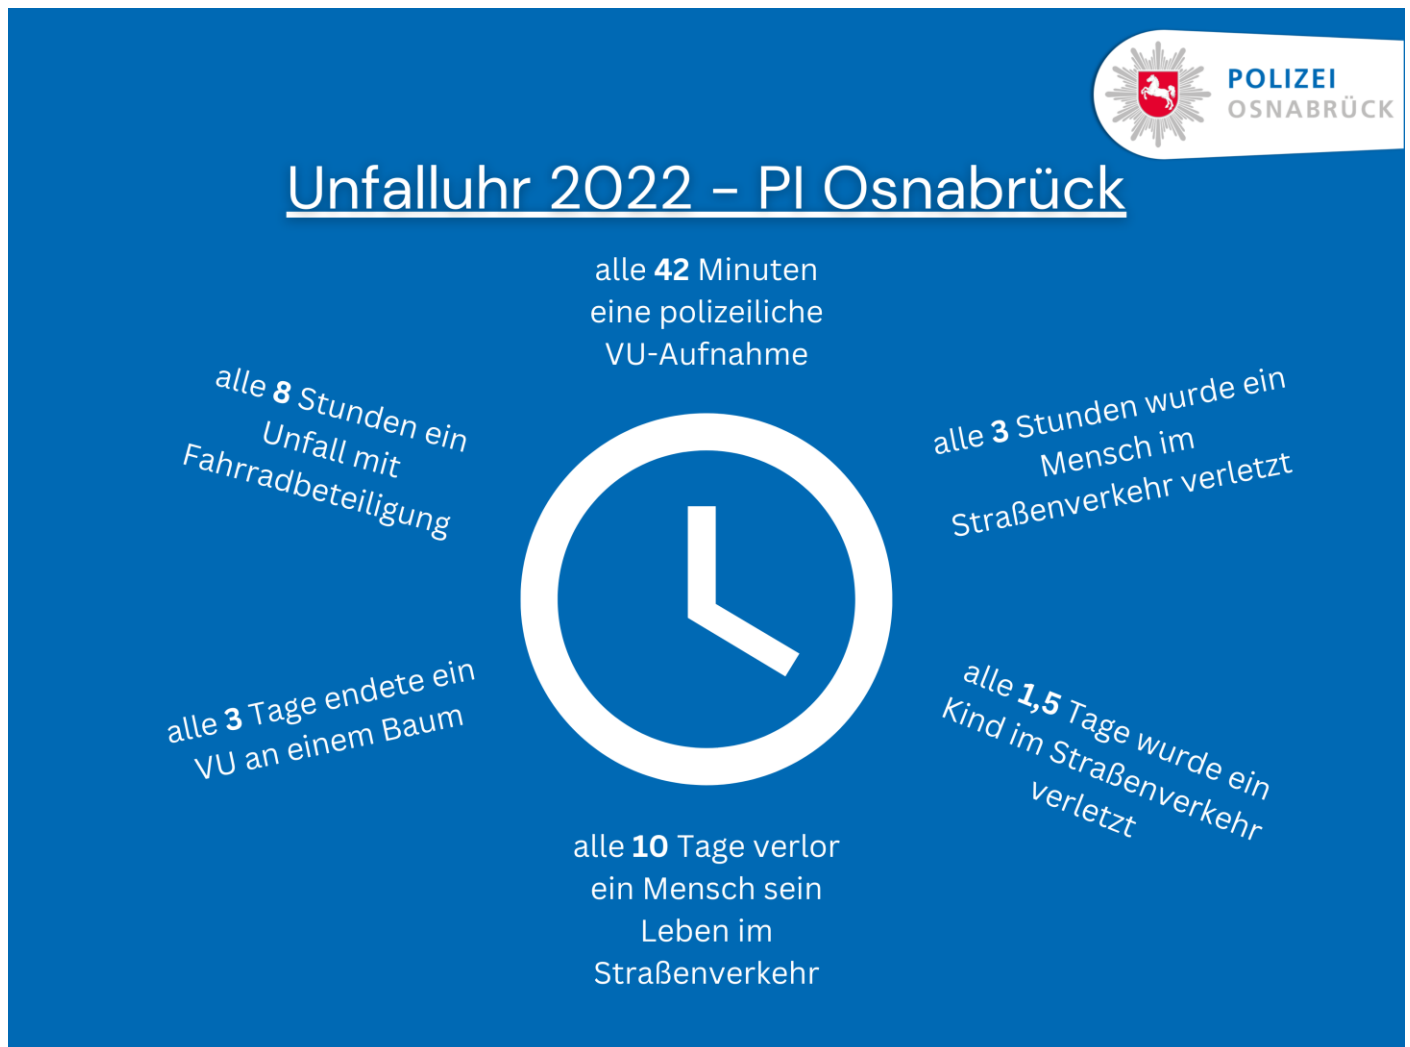 POLIZEI
OSNABRÜCK
Unfalluhr 2022 – PI Osnabrück
alle 42 Minuten
eine polizeiliche
VU-Aufnahme
alle 3 Stunden wurde ein
Mensch im
Straßenverkehr verletzt
alle 1,5 Tage wurde ein
Kind im Straßenverkehr
verletzt
alle 10 Tage verlor
ein Mensch sein
Leben im
Straßenverkehr
alle 3 Tage endete ein
VU an einem Baum
alle 8 Stunden ein
Unfall mit
Fahrradbeteiligung